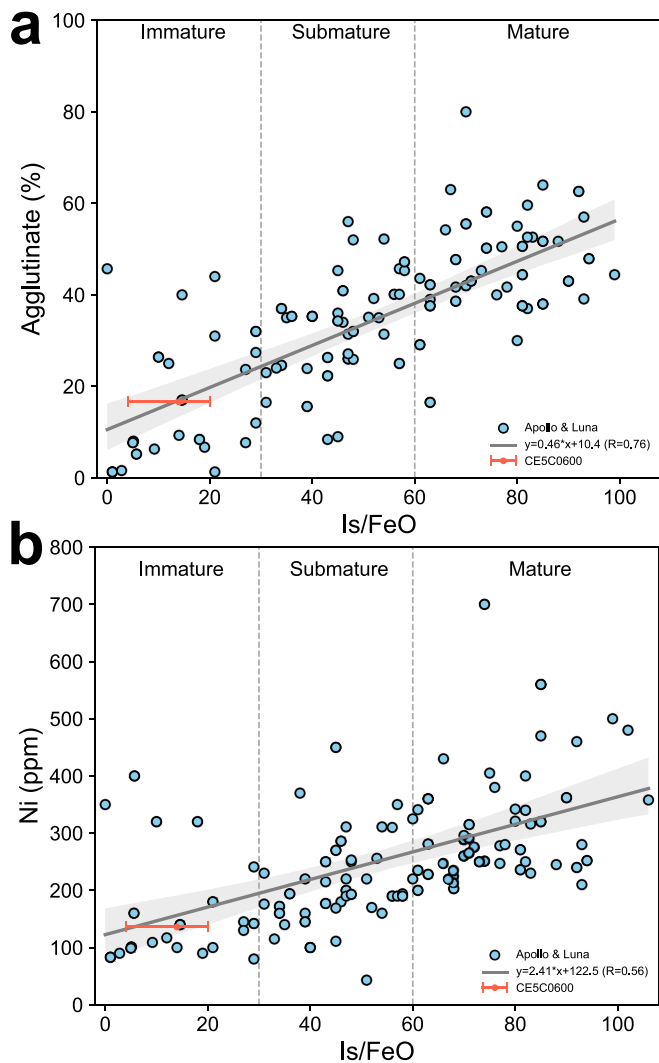 a
Immature Submature Mature
100
80
60
40
20
0
Agglutinate (%)
Apollo & Luna
y=0.46*x+10.4 (R=0.76)
CE5C0600
0 20 40 60 80 100
Is/FeO
b
Immature Submature Mature
800
700
600
500
400
300
200
100
0
Ni (ppm)
Apollo & Luna
y=2.41*x+122.5 (R=0.56)
CE5C0600
0 20 40 60 80 100
Is/FeO